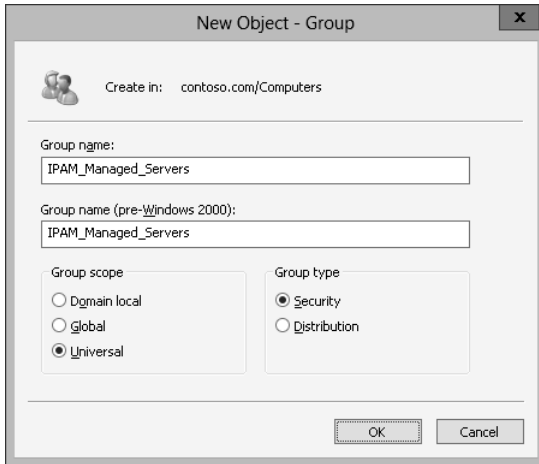 New Object - Group
x
Create in: contoso.com/Computers
Group name:
IPAM_Managed_Servers
Group name (pre-Windows 2000):
IPAM_Managed_Servers
Group scope
Domain local
Global
Universal
Group type
Security
Distribution
OK
Cancel